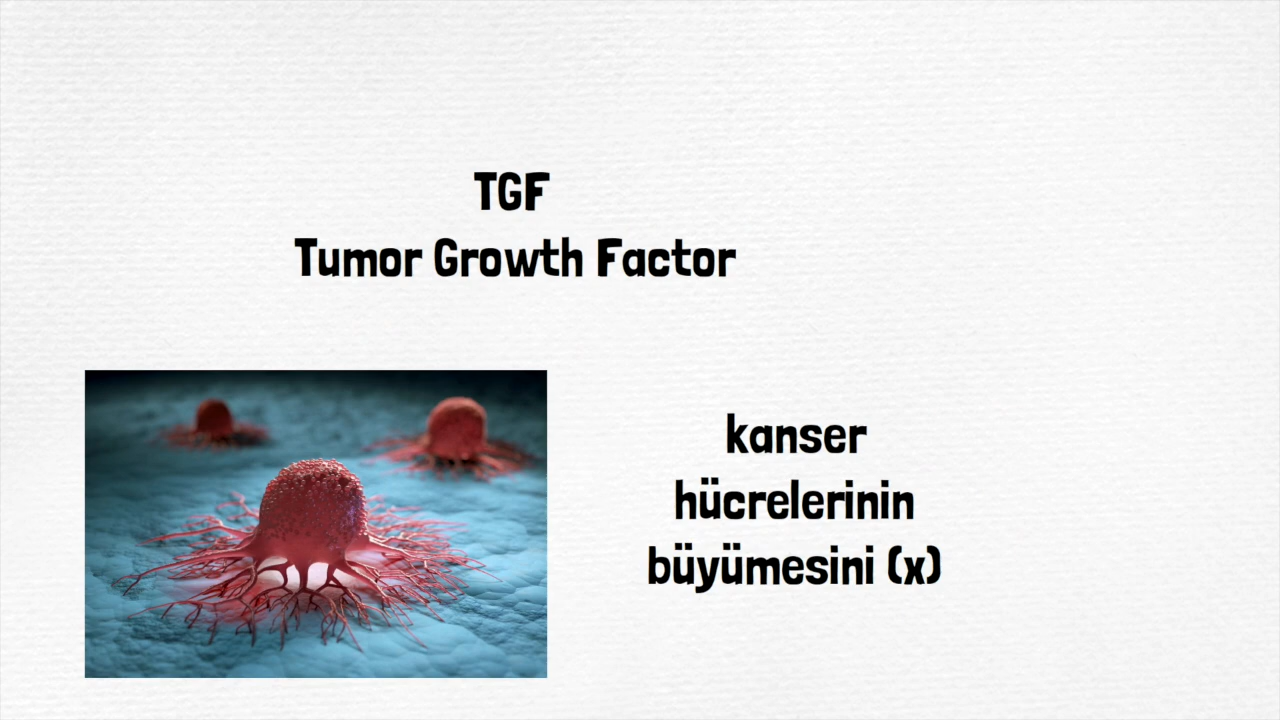 TGF
Tumor Growth Factor
kanser
hücrelerinin
büyümesini (x)